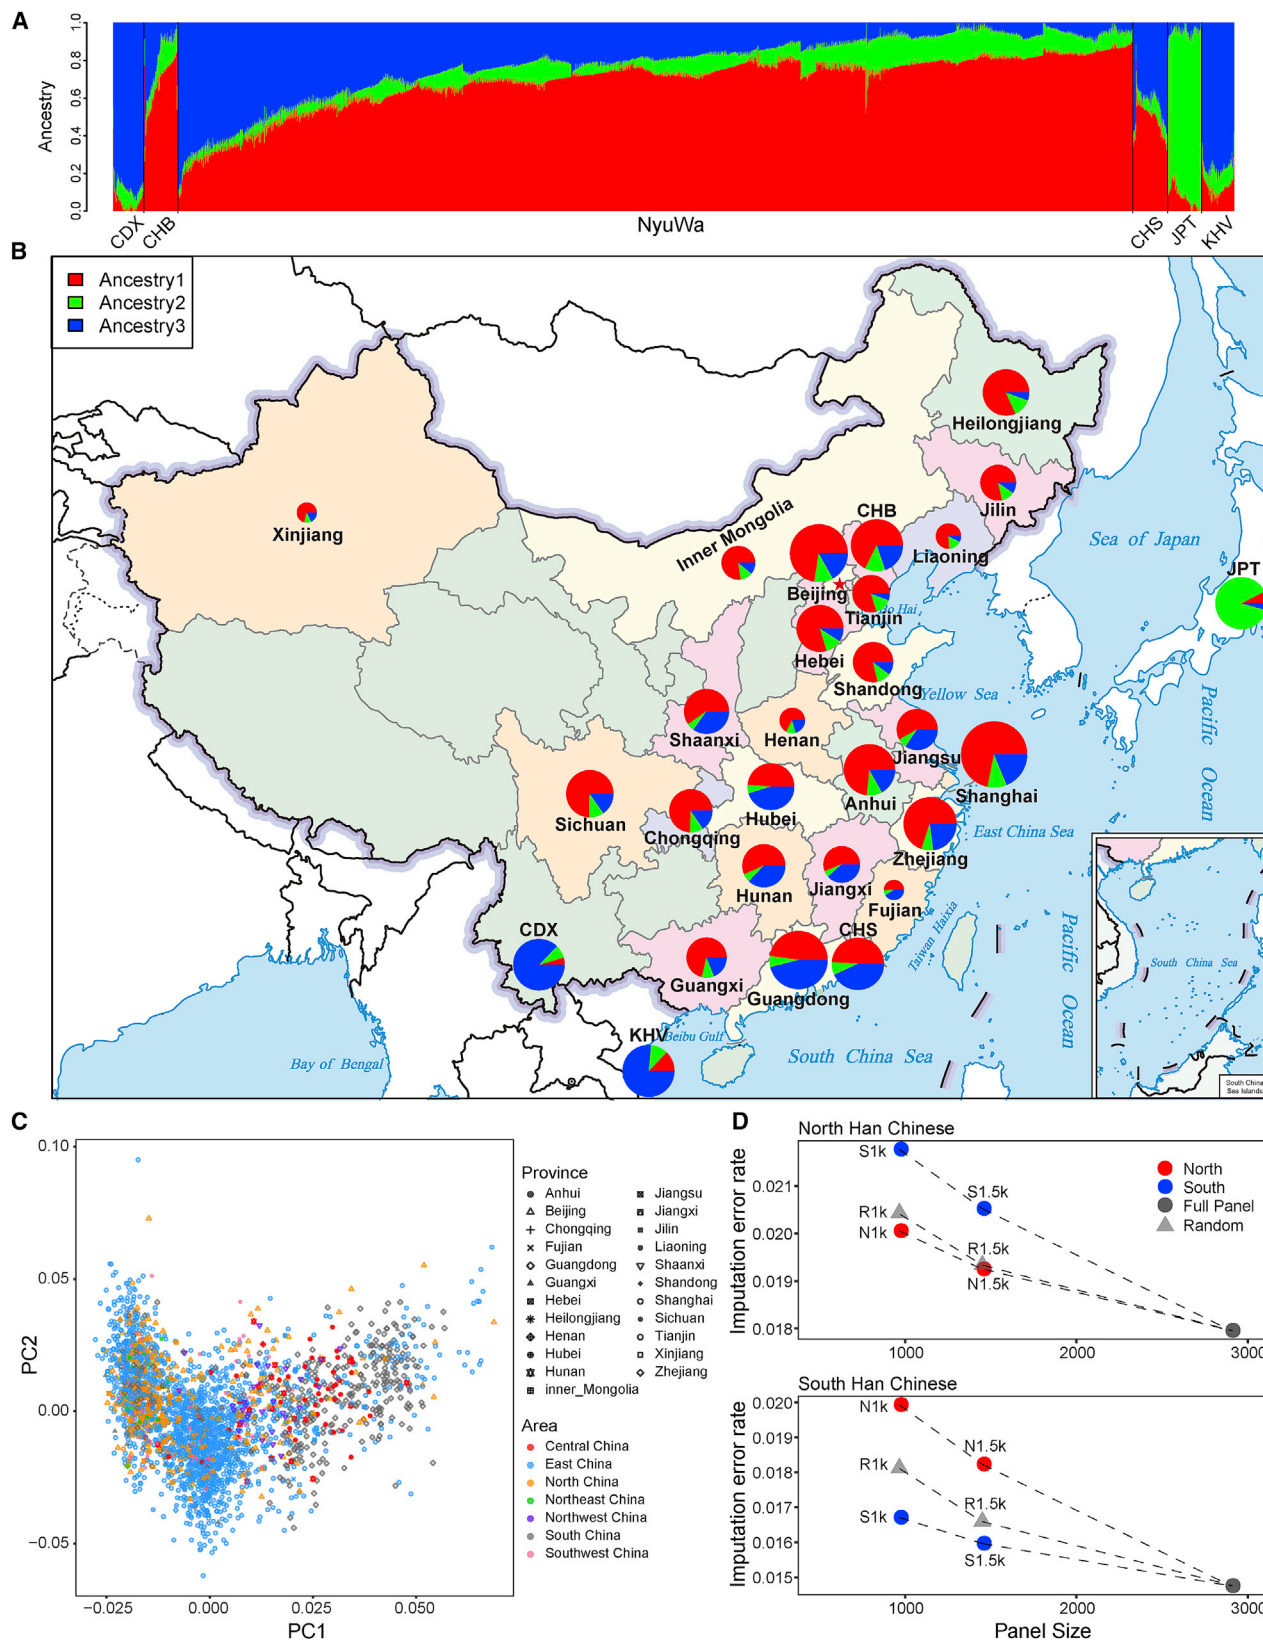 A
Ancestry
0.0 0.2 0.4 0.6 0.8 1.0
CDX CHB NyuWa CHS JPT KHV
B
Ancestry1
Ancestry2
Ancestry3
Heilongjiang
Jilin
Inner Mongolia
CHB
Liaoning
Xinjiang
Sea of Japan
JPT
Beijing
Tianjin
Bo Hai
Hebei
Shandong
Yellow Sea
Shaanxi
Henan
Jiangsu
Pacific Ocean
Anhui
Shanghai
Hubei
Sichuan
Chongqing
East China Sea
Zhejiang
Hunan
Jiangxi
Fujian
Taiwan Haixia
CDX
CHS
Guangxi
Guangdong
Pacific Ocean
South China Sea
KHV
Beibu Gulf
Bay of Bengal
South China Sea
South China
Sea Islands
C
PC2
0.10
0.05
0.00
−0.05
−0.025 0.000 0.025 0.050
PC1
Province
Anhui
Beijing
Chongqing
Fujian
Guangdong
Guangxi
Hebei
Heilongjiang
Henan
Hubei
Hunan
inner_Mongolia
Jiangsu
Jiangxi
Jilin
Liaoning
Shaanxi
Shandong
Shanghai
Sichuan
Tianjin
Xinjiang
Zhejiang
Area
Central China
East China
North China
Northeast China
Northwest China
South China
Southwest China
D
North Han Chinese
Imputation error rate
0.021
0.020
0.019
0.018
S1k
S1.5k
R1k
N1k
R1.5k
N1.5k
North
South
Full Panel
Random
1000 2000 3000
South Han Chinese
Imputation error rate
0.020
0.019
0.018
0.017
0.016
0.015
N1k
N1.5k
R1k
R1.5k
S1k
S1.5k
1000 2000 3000
Panel Size